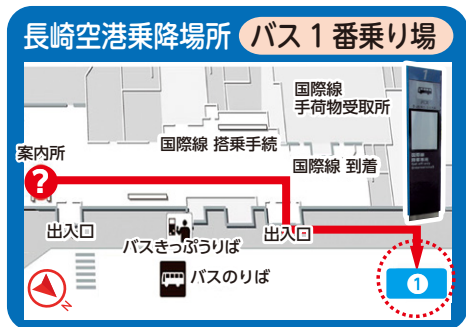 長崎空港乗降場所 バス1番乗り場
国際線
手荷物受取所
国際線 搭乗手続
国際線 到着
案内所
?
出入口
バスきっぷうりば
出入口
バスのりば
1
N